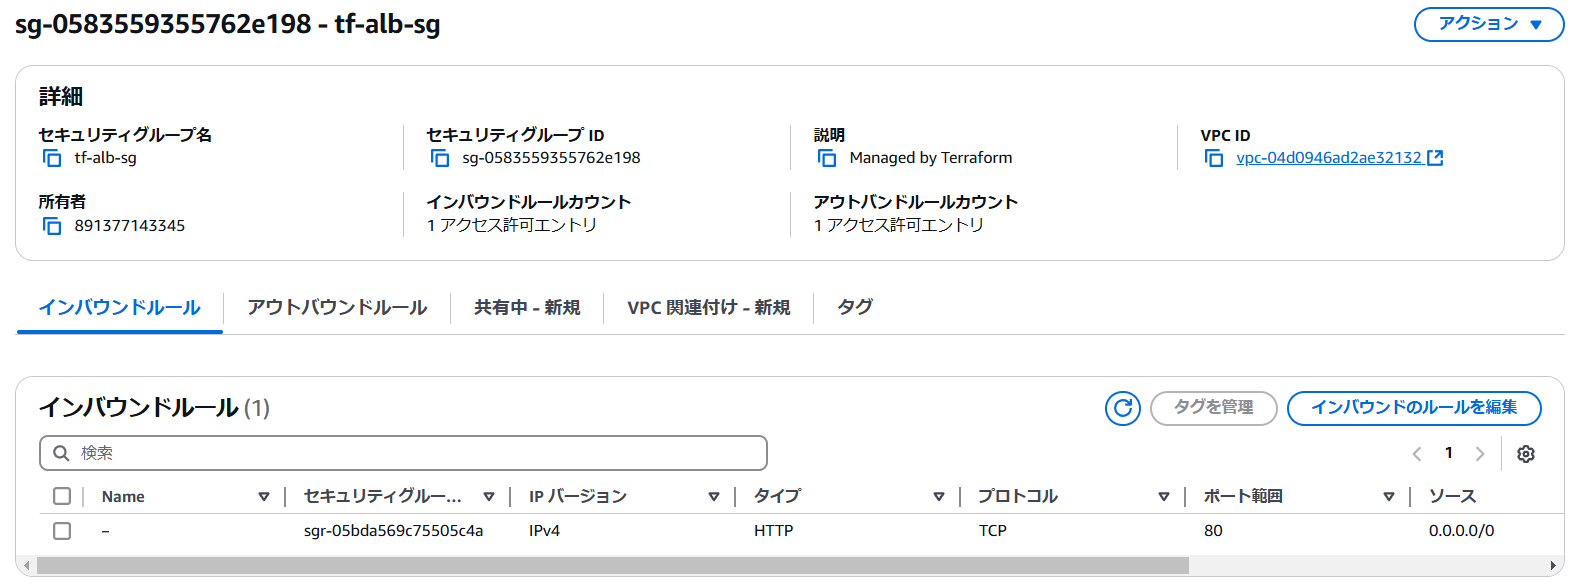 sg-0583559355762e198 - tf-alb-sg
アクション
詳細
セキュリティグループ名
tf-alb-sg
セキュリティグループ ID
sg-0583559355762e198
説明
Managed by Terraform
VPC ID
vpc-04d0946ad2ae32132
所有者
891377143345
インバウンドルールカウント
1 アクセス許可エントリ
アウトバンドルールカウント
1 アクセス許可エントリ
インバウンドルール
アウトバウンドルール
共有中 - 新規
VPC 関連付け - 新規
タグ
インバウンドルール (1)
タグを管理
インバウンドのルールを編集
検索
1
Name セキュリティグルー... IP バージョン タイプ プロトコル ポート範囲 ソース
– sgr-05bda569c75505c4a IPv4 HTTP TCP 80 0.0.0.0/0